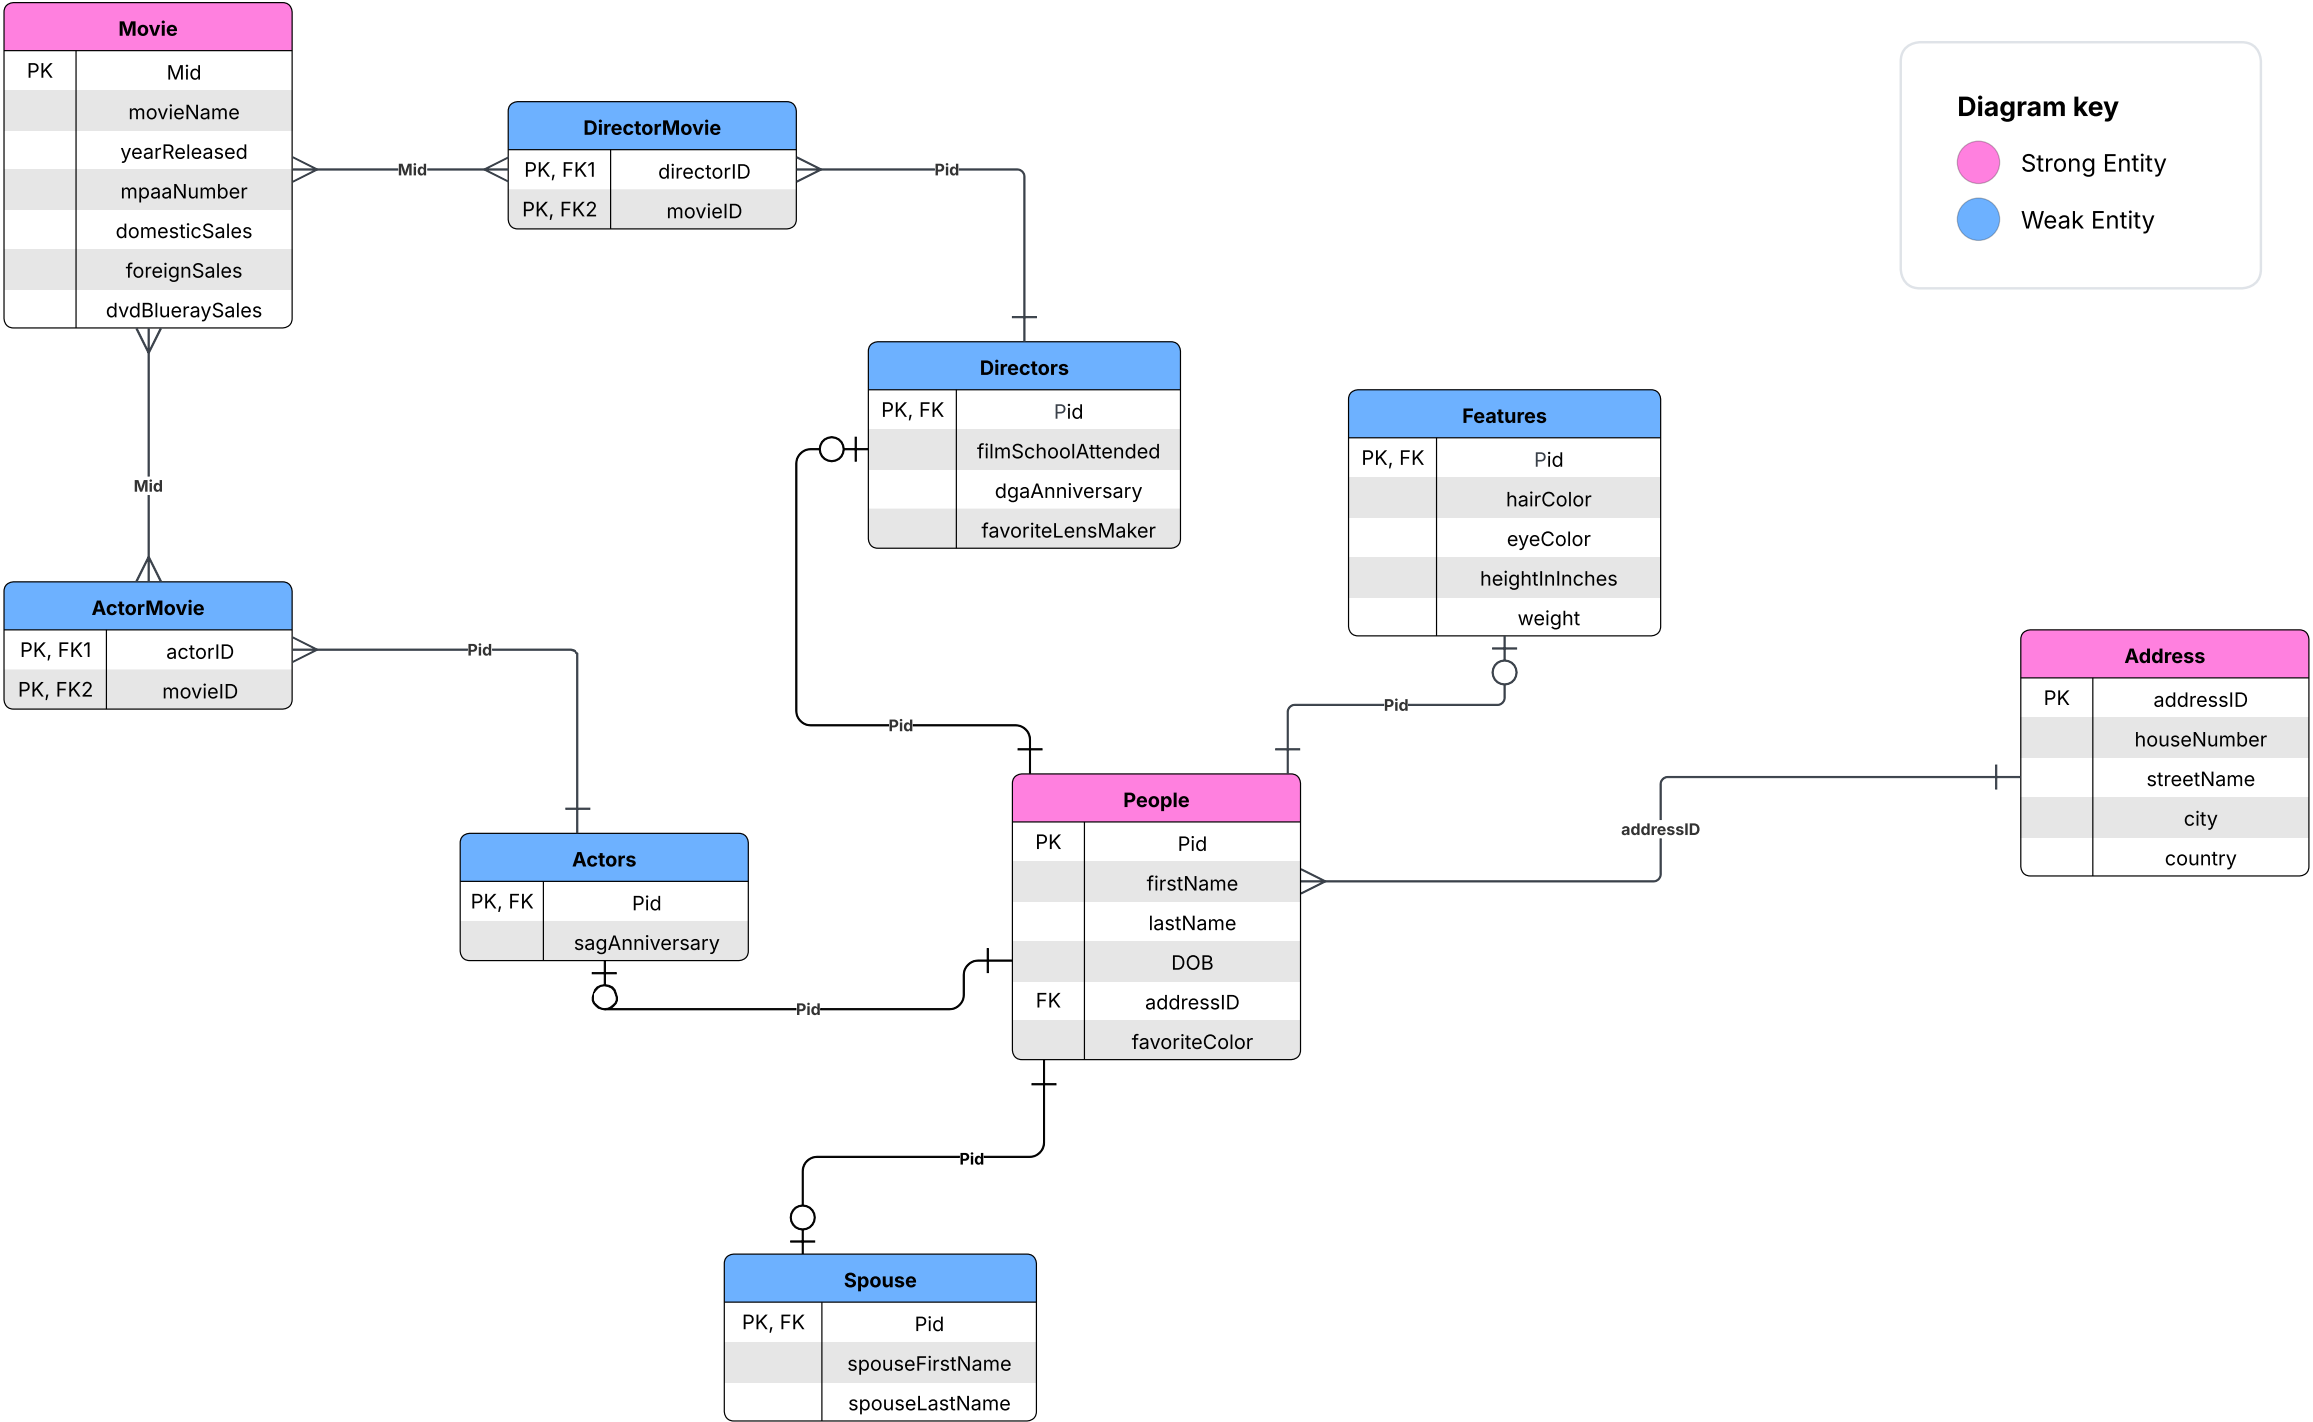 Movie
PK Mid
movieName
yearReleased
mpaaNumber
domesticSales
foreignSales
dvdBlueraySales
Mid
DirectorMovie
PK, FK1 directorID
PK, FK2 movieID
Pid
Diagram key
Strong Entity
Weak Entity
Directors
PK, FK Pid
filmSchoolAttended
dgaAnniversary
favoriteLensMaker
Features
PK, FK Pid
hairColor
eyeColor
heightInInches
weight
Mid
ActorMovie
PK, FK1 actorID
PK, FK2 movieID
Pid
Pid
Pid
Address
PK addressID
houseNumber
streetName
city
country
addressID
People
PK Pid
firstName
lastName
DOB
FK addressID
favoriteColor
Actors
PK, FK Pid
sagAnniversary
Pid
Pid
Spouse
PK, FK Pid
spouseFirstName
spouseLastName